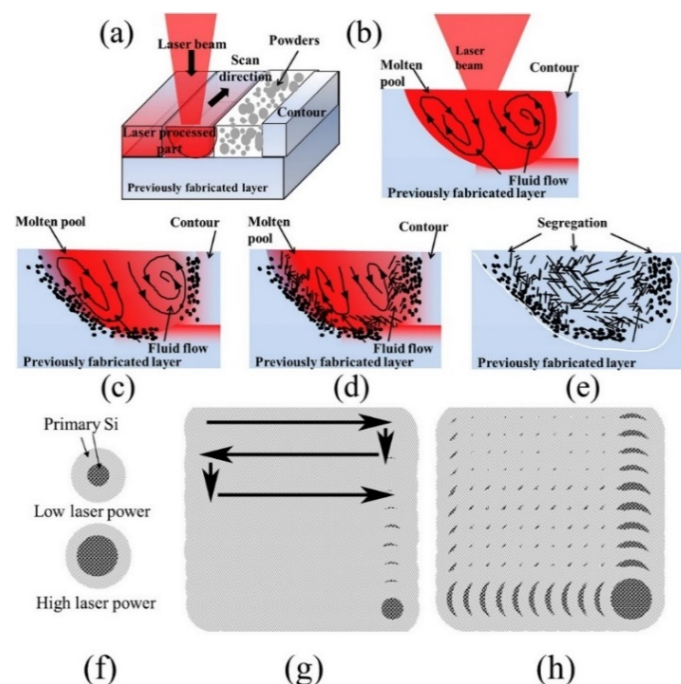 (a)
Laser beam
Scan
direction
Powders
Contour
Laser processed
part
Previously fabricated layer
(b)
Laser
beam
Molten
pool
Contour
Fluid flow
Previously fabricated layer
Molten pool
Contour
Fluid flow
Previously fabricated layer
(c)
Molten
pool
Contour
Fluid flow
Previously fabricated layer
(d)
Segregation
Previously fabricated layer
(e)
Primary Si
Low laser power
High laser power
(f)
(g)
(h)